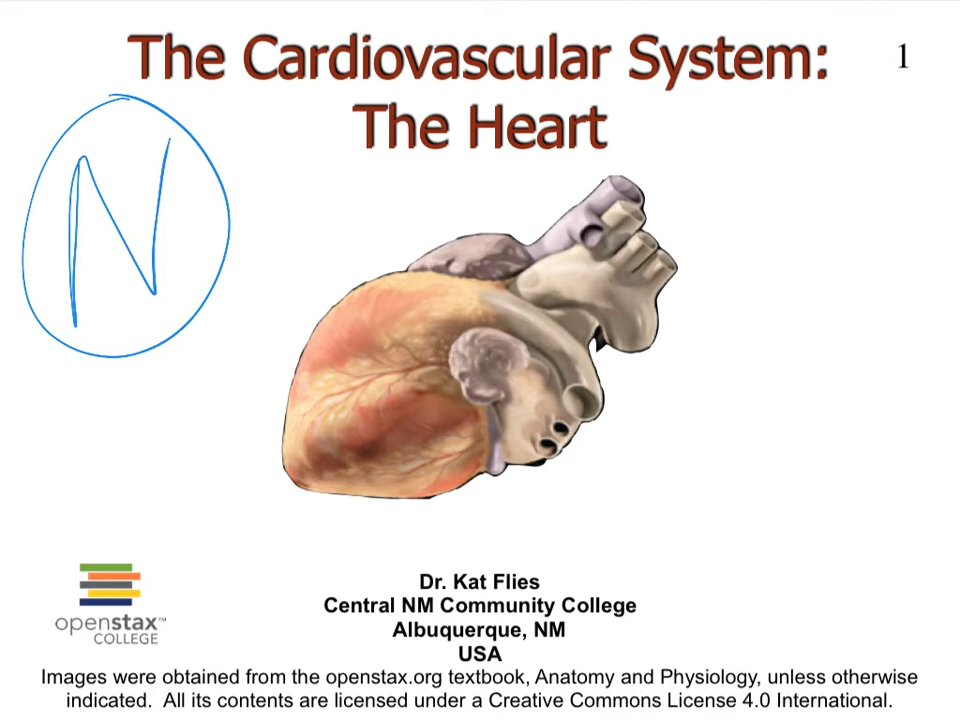 The Cardiovascular System:
The Heart
1
N
openstax™
COLLEGE
Dr. Kat Flies
Central NM Community College
Albuquerque, NM
USA
Images were obtained from the openstax.org textbook, Anatomy and Physiology, unless otherwise
indicated.  All its contents are licensed under a Creative Commons License 4.0 International.